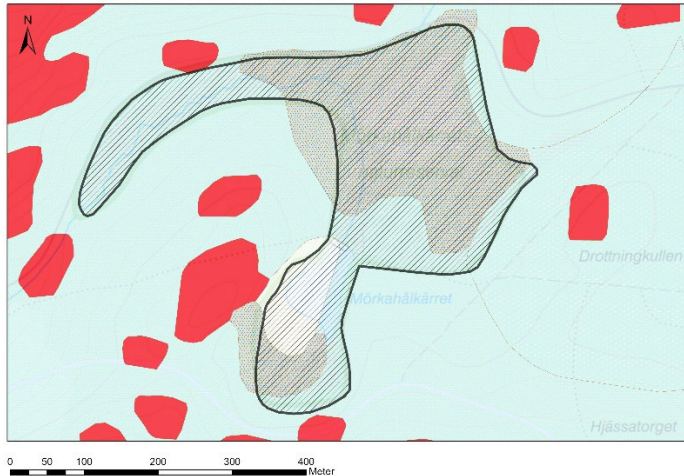 N
Drottningkullen
Mörkahålkärret
Hjässatorget
0 50 100 200 300 400
Meter